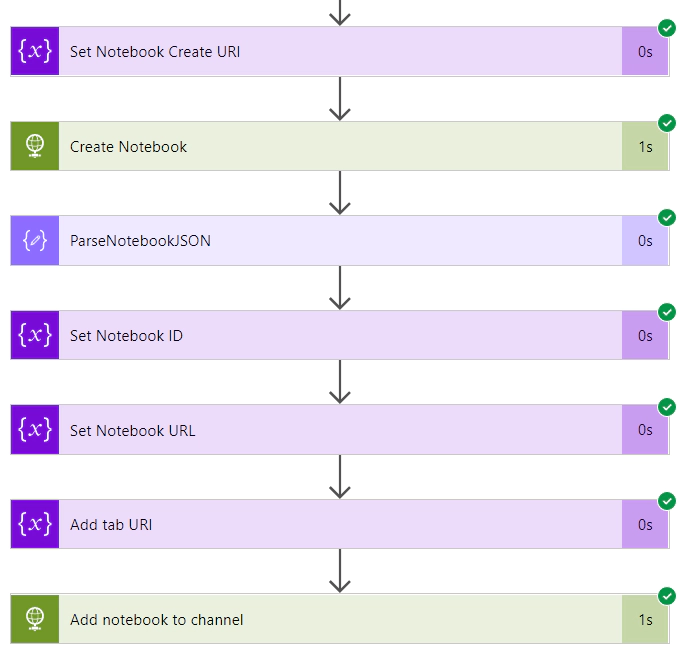 {x} Set Notebook Create URI 0s
Create Notebook 1s
ParseNotebookJSON 0s
{x} Set Notebook ID 0s
{x} Set Notebook URL 0s
{x} Add tab URI 0s
Add notebook to channel 1s